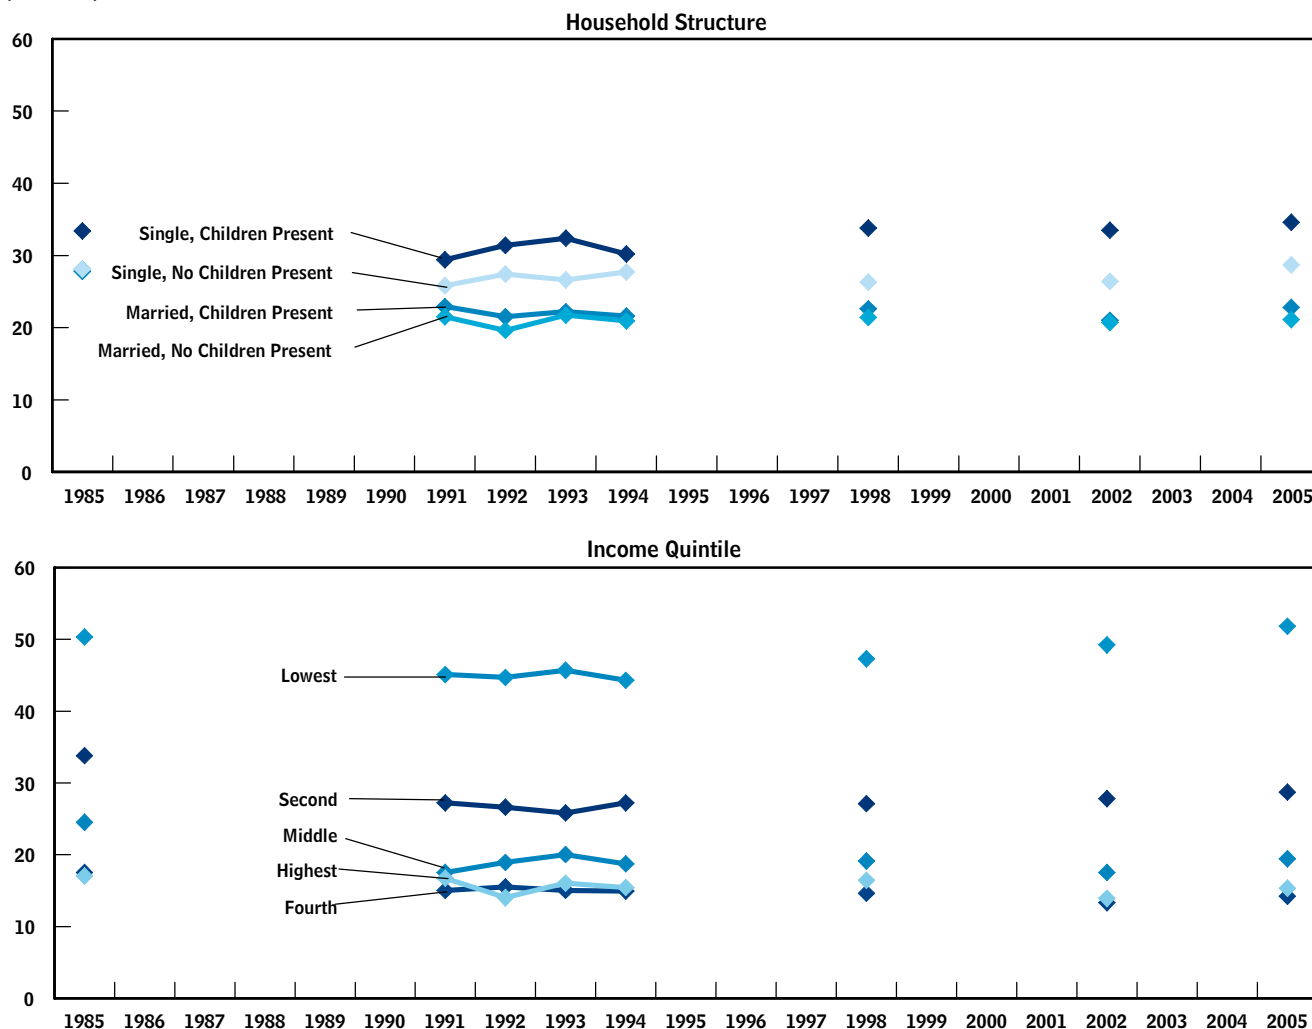 Household Structure
60
50
40
30
20
10
0
Single, Children Present
Single, No Children Present
Married, Children Present
Married, No Children Present
1985 1986 1987 1988 1989 1990 1991 1992 1993 1994 1995 1996 1997 1998 1999 2000 2001 2002 2003 2004 2005
Income Quintile
60
50
40
30
20
10
0
Lowest
Second
Middle
Highest
Fourth
1985 1986 1987 1988 1989 1990 1991 1992 1993 1994 1995 1996 1997 1998 1999 2000 2001 2002 2003 2004 2005